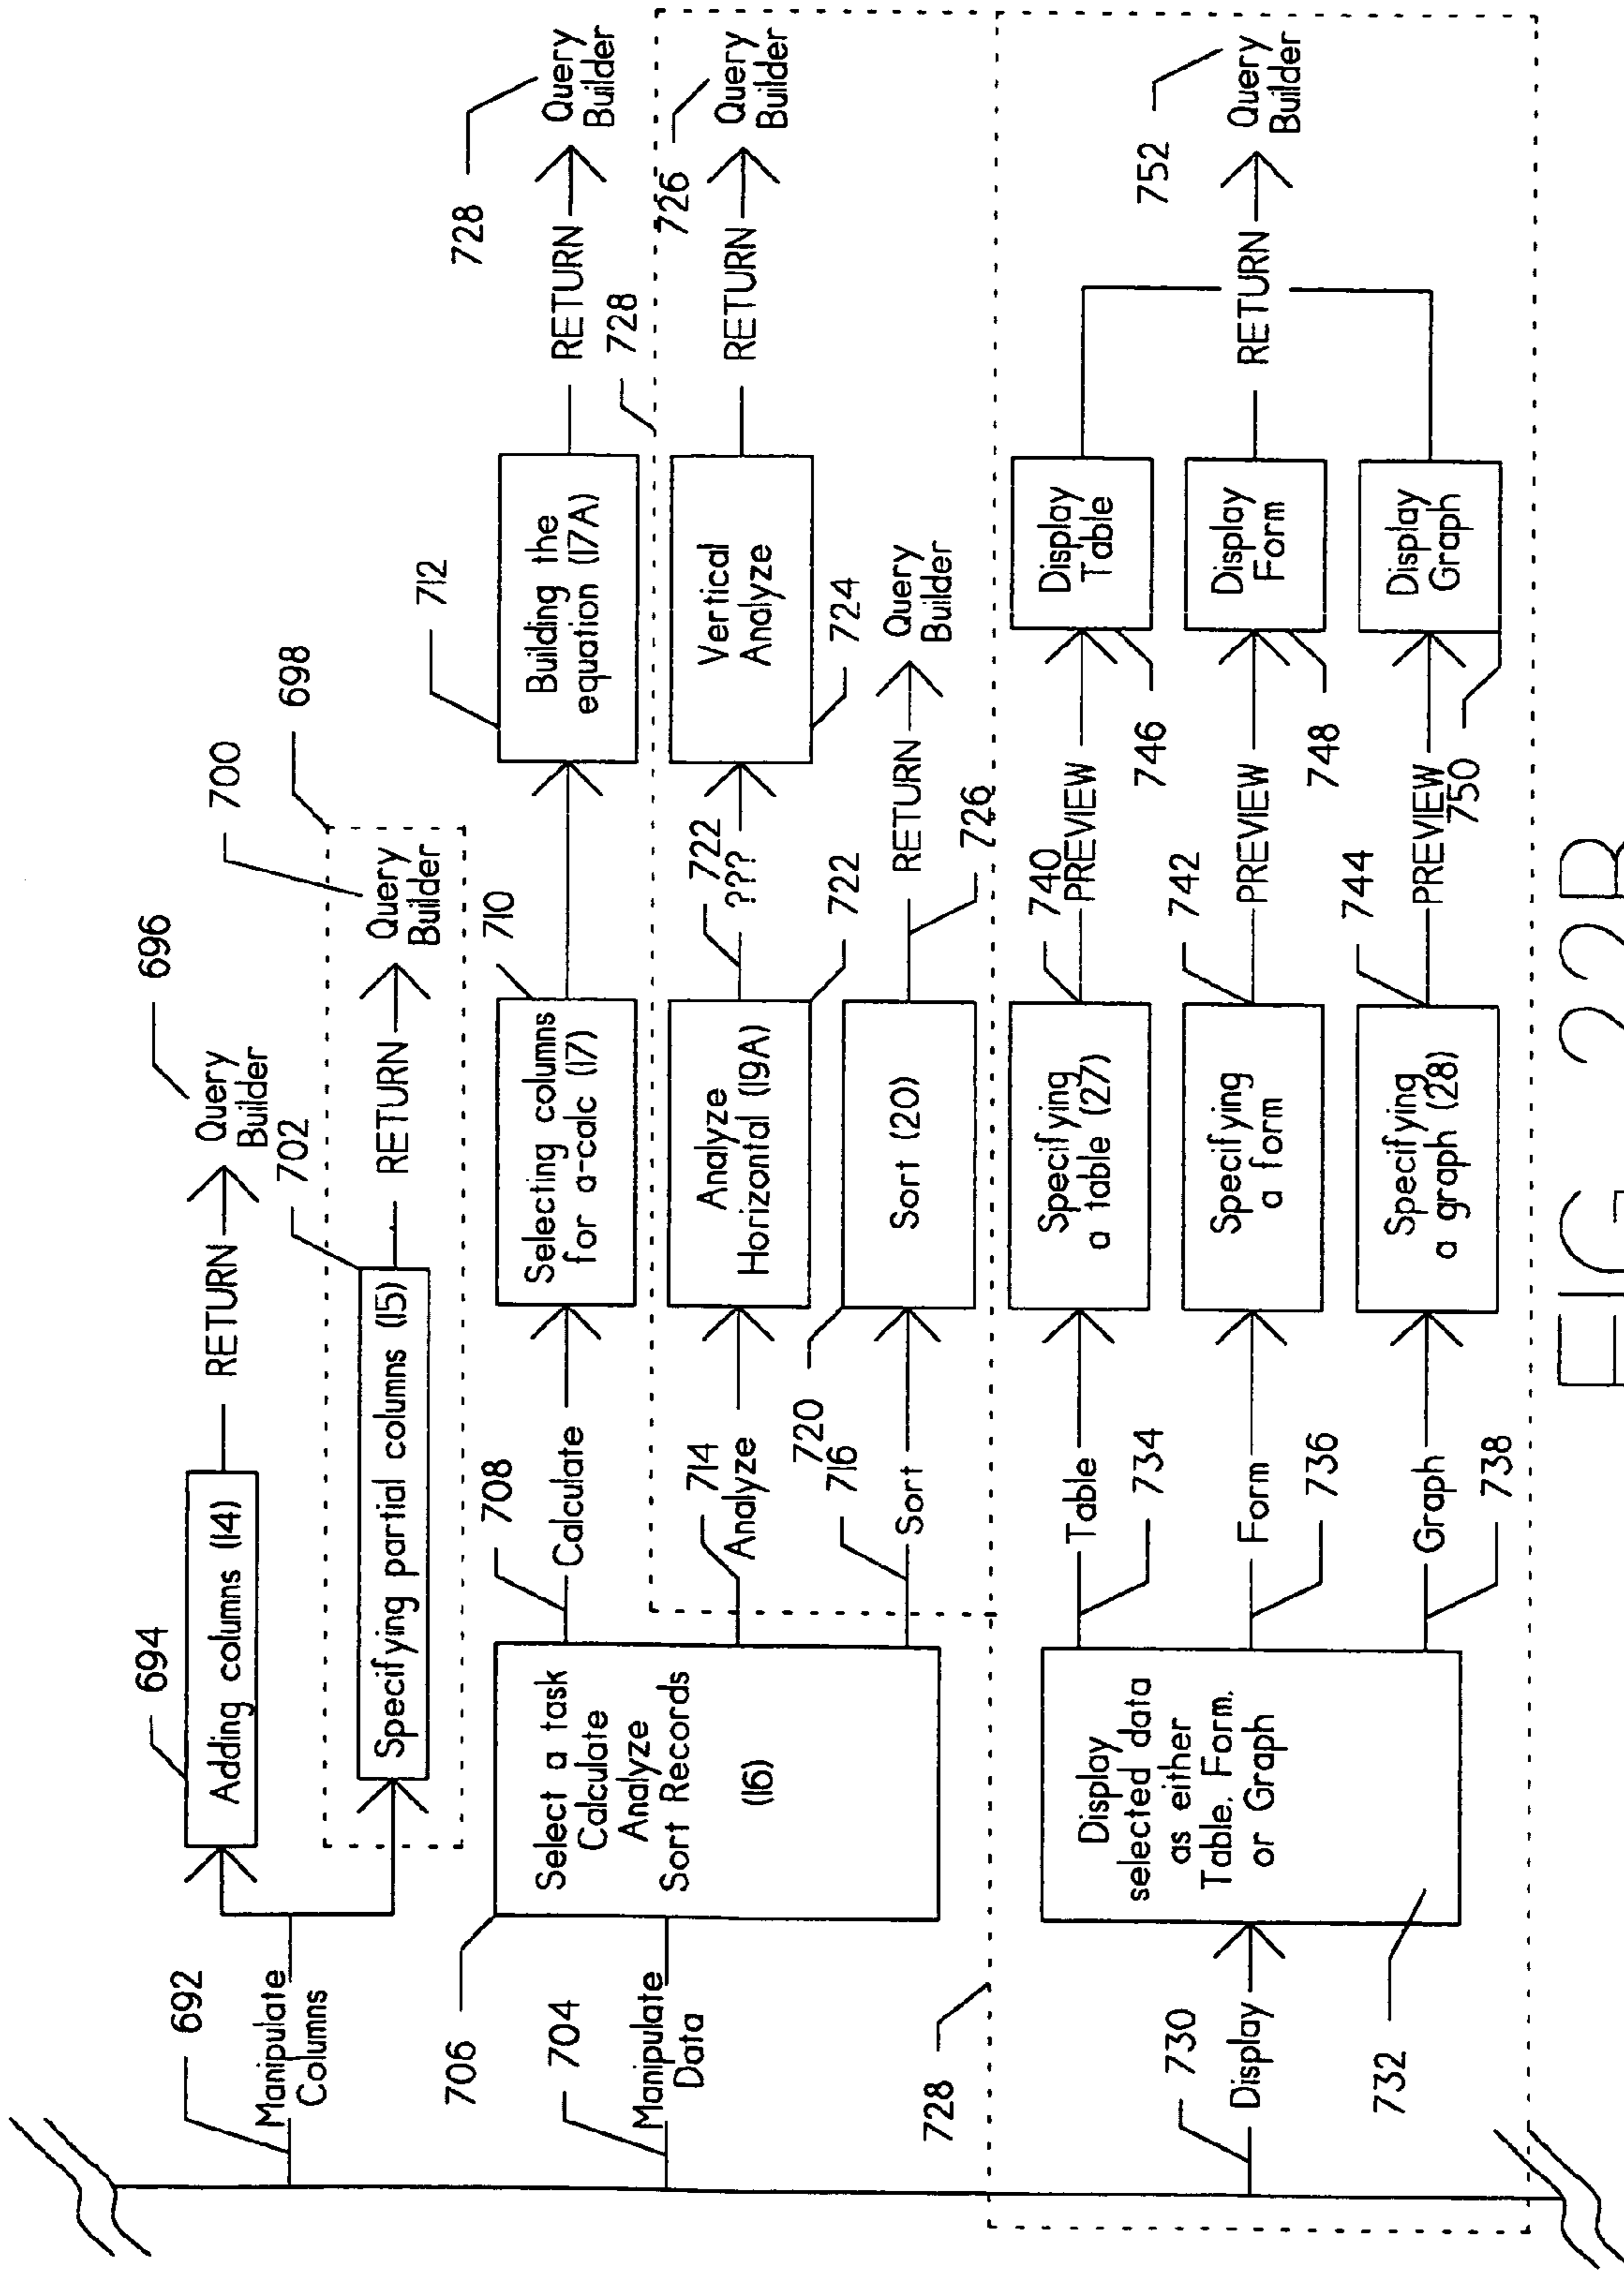 692
Manipulate
Columns
694
Adding columns (14)
RETURN
Query
Builder
696
Specifying partial columns (15)
702
RETURN
Query
Builder
700
698
704
Manipulate
Data
706
Select a task
Calculate
Analyze
Sort Records
(16)
708
Calculate
Selecting columns
for a-calc (17)
710
Building the
equation (17A)
712
RETURN
Query
Builder
728
728
714
Analyze
Analyze
Horizontal (19A)
722
???
722
Vertical
Analyze
724
RETURN
Query
Builder
726
716
Sort
720
Sort (20)
RETURN
726
Query
Builder
728
730
Display
Display
selected data
as either
Table, Form,
or Graph
732
Table
734
Specifying
a table (27)
740
PREVIEW
Display
Table
746
Form
736
Specifying
a form
742
PREVIEW
Display
Form
748
Graph
738
Specifying
a graph (28)
744
PREVIEW
750
Display
Graph
RETURN
Query
Builder
752
FIG 22B